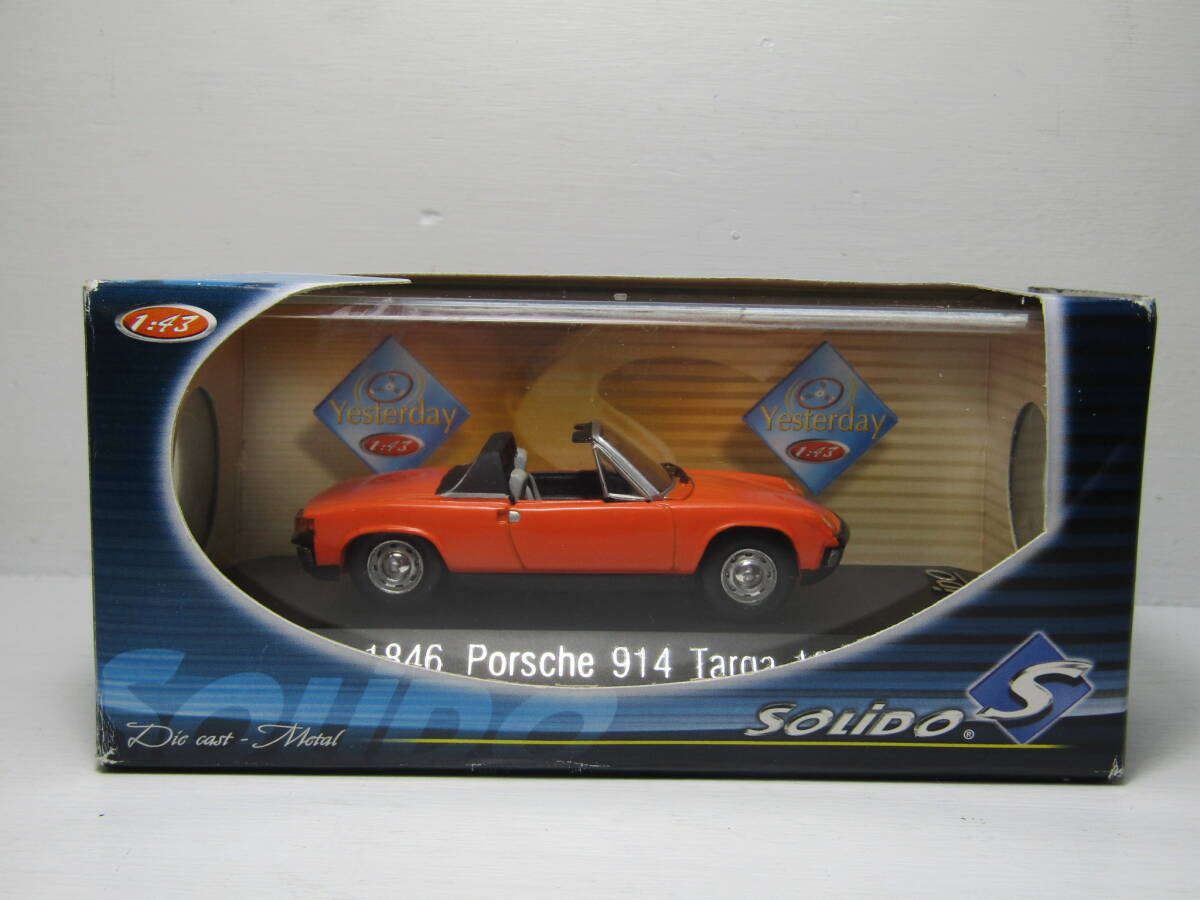 1:43
Yesterday
1:43
Yesterday
1:43
1846 Porsche 914 Targa
SOLIDO
Die cast - Metal
SOLIDO®
S